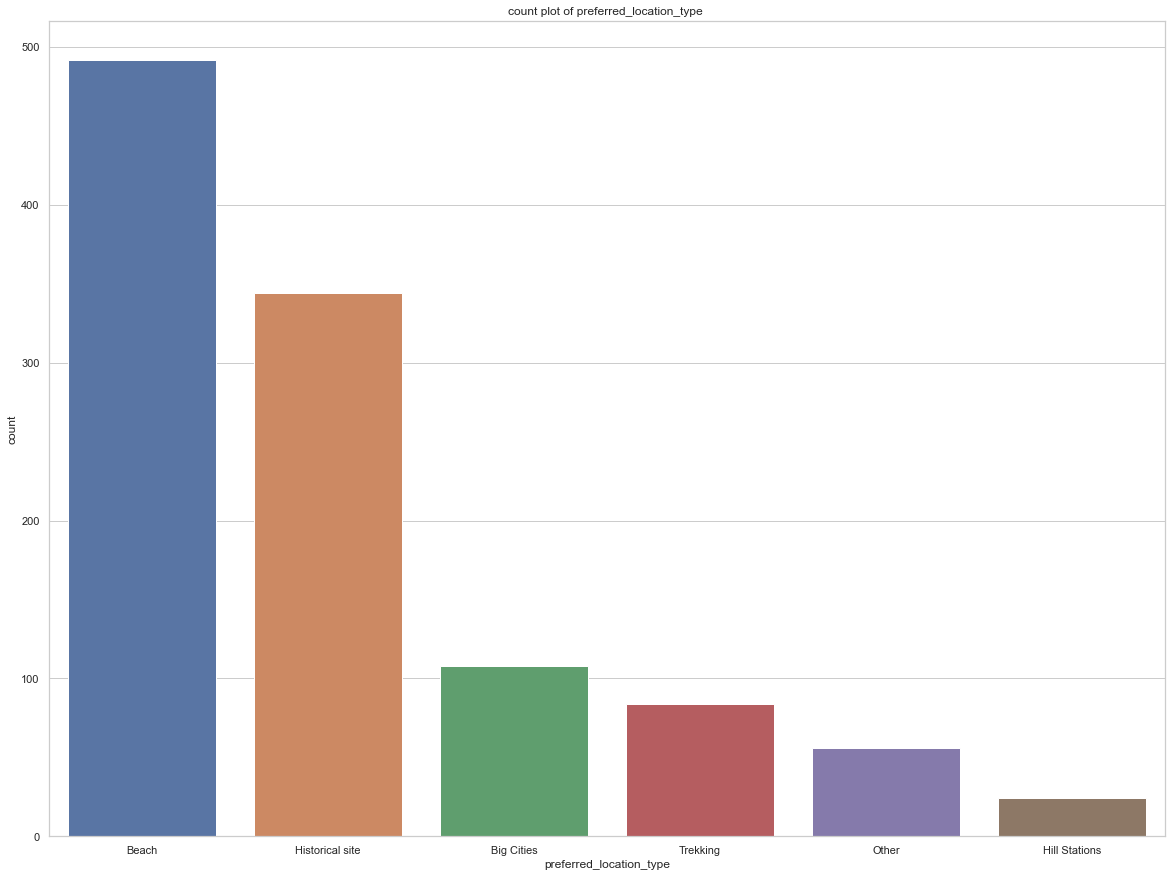 count plot of preferred_location_type
500
400
300
200
100
0
count
Beach
Historical site
Big Cities
Trekking
Other
Hill Stations
preferred_location_type